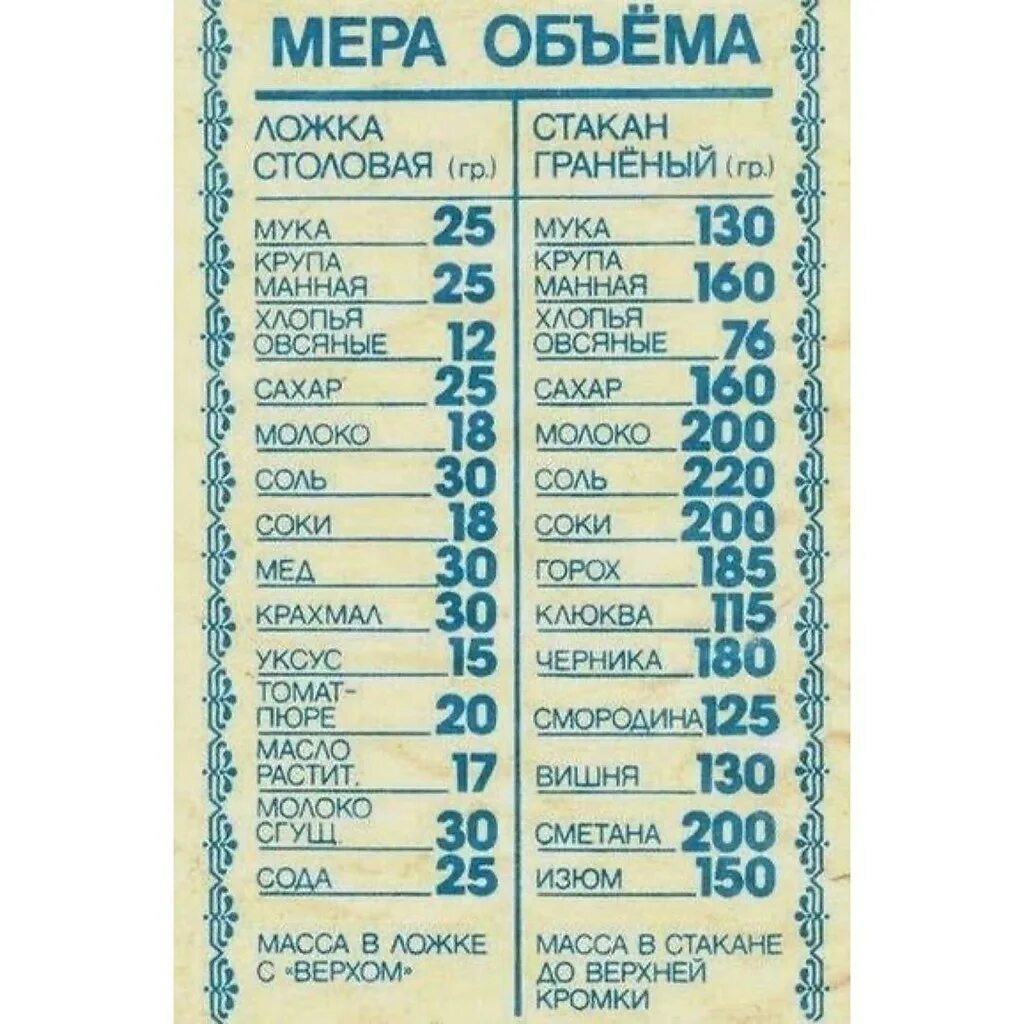 МЕРА ОБЪЁМА
ЛОЖКА
СТОЛОВАЯ (гр.)
МУКА 25
КРУПА
МАННАЯ 25
ХЛОПЬЯ
ОВСЯНЫЕ 12
САХАР 25
МОЛОКО 18
СОЛЬ 30
СОКИ 18
МЕД 30
КРАХМАЛ 30
УКСУС 15
ТОМАТ-
ПЮРЕ 20
МАСЛО
РАСТИТ. 17
МОЛОКО
СГУЩ. 30
СОДА 25
МАССА В ЛОЖКЕ
С «ВЕРХОМ»
СТАКАН
ГРАНЁНЫЙ (гр.)
МУКА 130
КРУПА
МАННАЯ 160
ХЛОПЬЯ
ОВСЯНЫЕ 76
САХАР 160
МОЛОКО 200
СОЛЬ 220
СОКИ 200
ГОРОХ 185
КЛЮКВА 115
ЧЕРНИКА 180
СМОРОДИНА 125
ВИШНЯ 130
СМЕТАНА 200
ИЗЮМ 150
МАССА В СТАКАНЕ
ДО ВЕРХНЕЙ
КРОМКИ